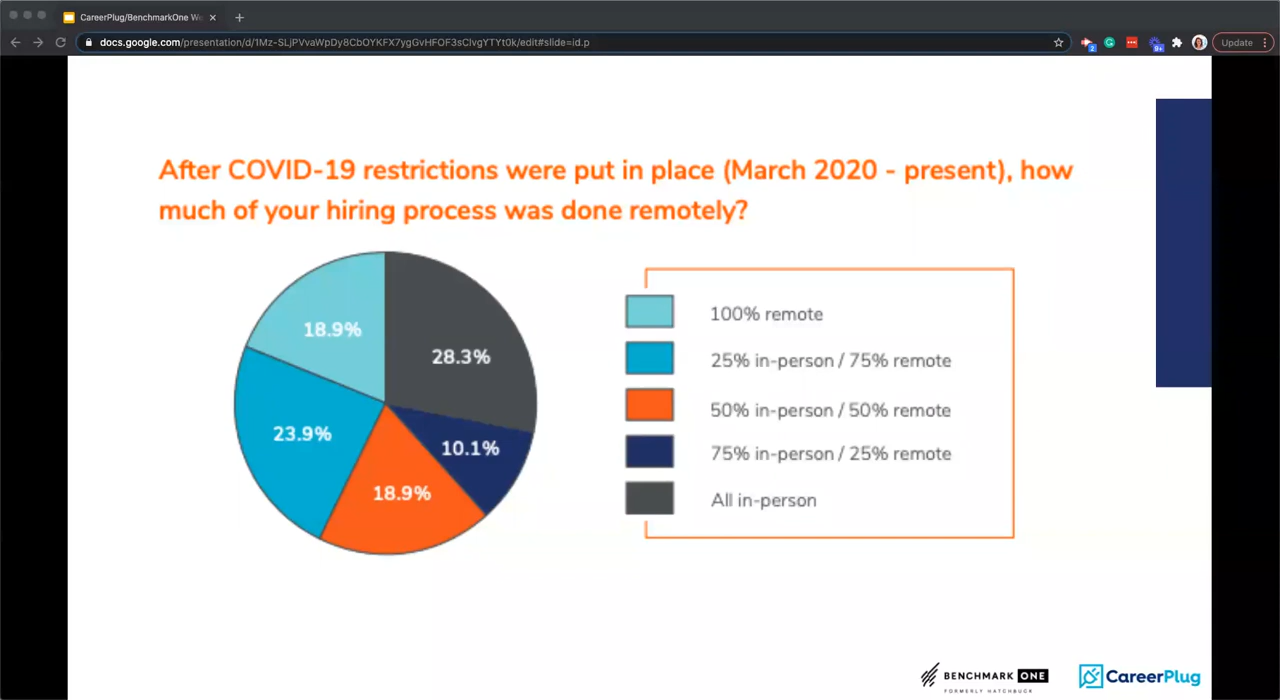 CareerPlug/BenchmarkOne We
docs.google.com/presentation/d/1Mz-SLjPVvaWpDy8CbOYKFX7ygGvHFOF3sClvgYTYt0k/edit#slide=id.p
2
9+
Update
After COVID-19 restrictions were put in place (March 2020 - present), how
much of your hiring process was done remotely?
18.9%
28.3%
23.9%
10.1%
18.9%
100% remote
25% in-person / 75% remote
50% in-person / 50% remote
75% in-person / 25% remote
All in-person
BENCHMARK ONE
FORMERLY HATCHBUCK
CareerPlug